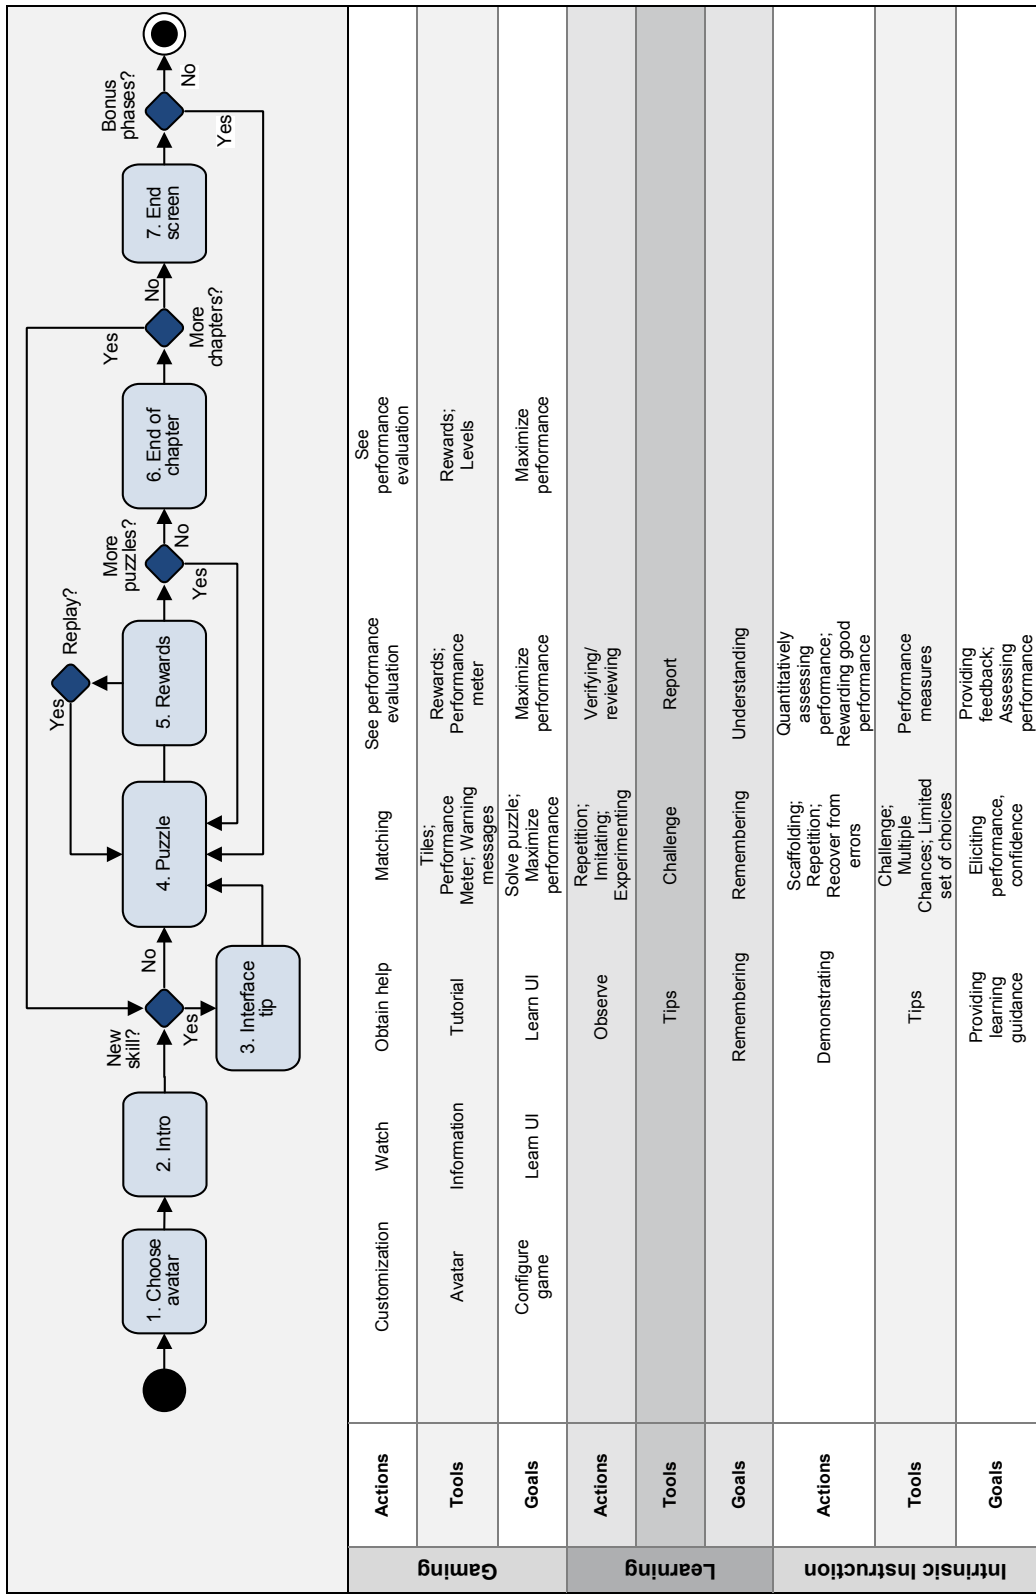 1. Choose
avatar
2. Intro
New
skill?
Yes
No
3. Interface
tip
4. Puzzle
5. Rewards
Replay?
Yes
More
puzzles?
Yes
No
6. End of
chapter
More
chapters?
Yes
No
7. End
screen
Bonus
phases?
Yes
No
Gaming
Actions
Customization
Watch
Obtain help
Matching
See performance
evaluation
See
performance
evaluation
Tools
Avatar
Information
Tutorial
Tiles;
Performance
Meter; Warning
messages
Rewards;
Performance
meter
Rewards;
Levels
Goals
Configure
game
Learn UI
Learn UI
Solve puzzle;
Maximize
performance
Maximize
performance
Maximize
performance
Learning
Actions
Observe
Repetition;
Imitating;
Experimenting
Verifying/
reviewing
Tools
Tips
Challenge
Report
Goals
Remembering
Remembering
Understanding
Intrinsic Instruction
Actions
Demonstrating
Scaffolding;
Repetition;
Recover from
errors
Quantitatively
assessing
performance;
Rewarding good
performance
Tools
Tips
Challenge;
Multiple
Chances; Limited
set of choices
Performance
measures
Goals
Providing
learning
guidance
Eliciting
performance,
confidence
Providing
feedback;
Assessing
performance